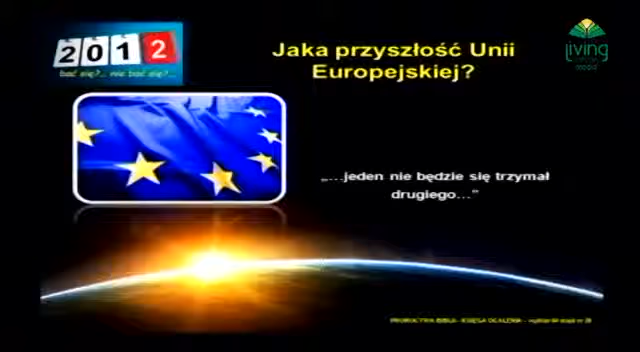 2012
bać się?... nie bać się?...
Jaka przyszłość Unii
Europejskiej?
living
„...jeden nie będzie się trzymał
drugiego...”